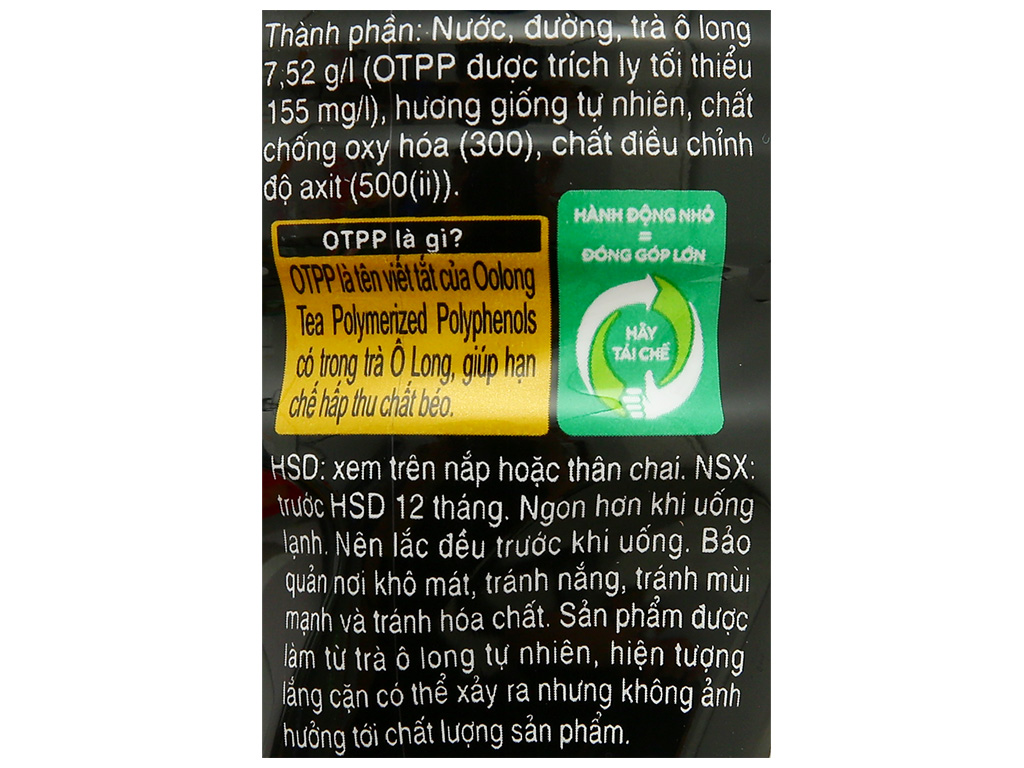 Thành phần: Nước, đường, trà ô long
7,52 g/l (OTPP được trích ly tối thiểu
155 mg/l), hương giống tự nhiên, chất
chống oxy hóa (300), chất điều chỉnh
độ axit (500(ii)).
OTPP là gì?
OTPP là tên viết tắt của Oolong
Tea Polymerized Polyphenols
có trong trà Ô Long, giúp hạn
chế hấp thu chất béo.
HÀNH ĐỘNG NHỎ
=
ĐÓNG GÓP LỚN
HÃY
TÁI CHẾ
HSD: xem trên nắp hoặc thân chai. NSX:
trước HSD 12 tháng. Ngon hơn khi uống
lạnh. Nên lắc đều trước khi uống. Bảo
quản nơi khô mát, tránh nắng, tránh mùi
mạnh và tránh hóa chất. Sản phẩm được
làm từ trà ô long tự nhiên, hiện tượng
lắng cặn có thể xảy ra nhưng không ảnh
hưởng tới chất lượng sản phẩm.